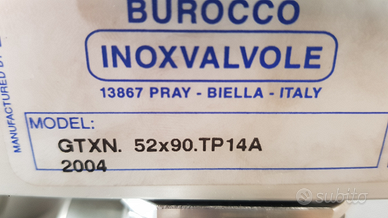 BUROCCO
INOXVALVOLE
13867 PRAY - BIELLA - ITALY
MANUFACTURED BY
MODEL:
GTXN. 52x90.TP14A
2004
subito